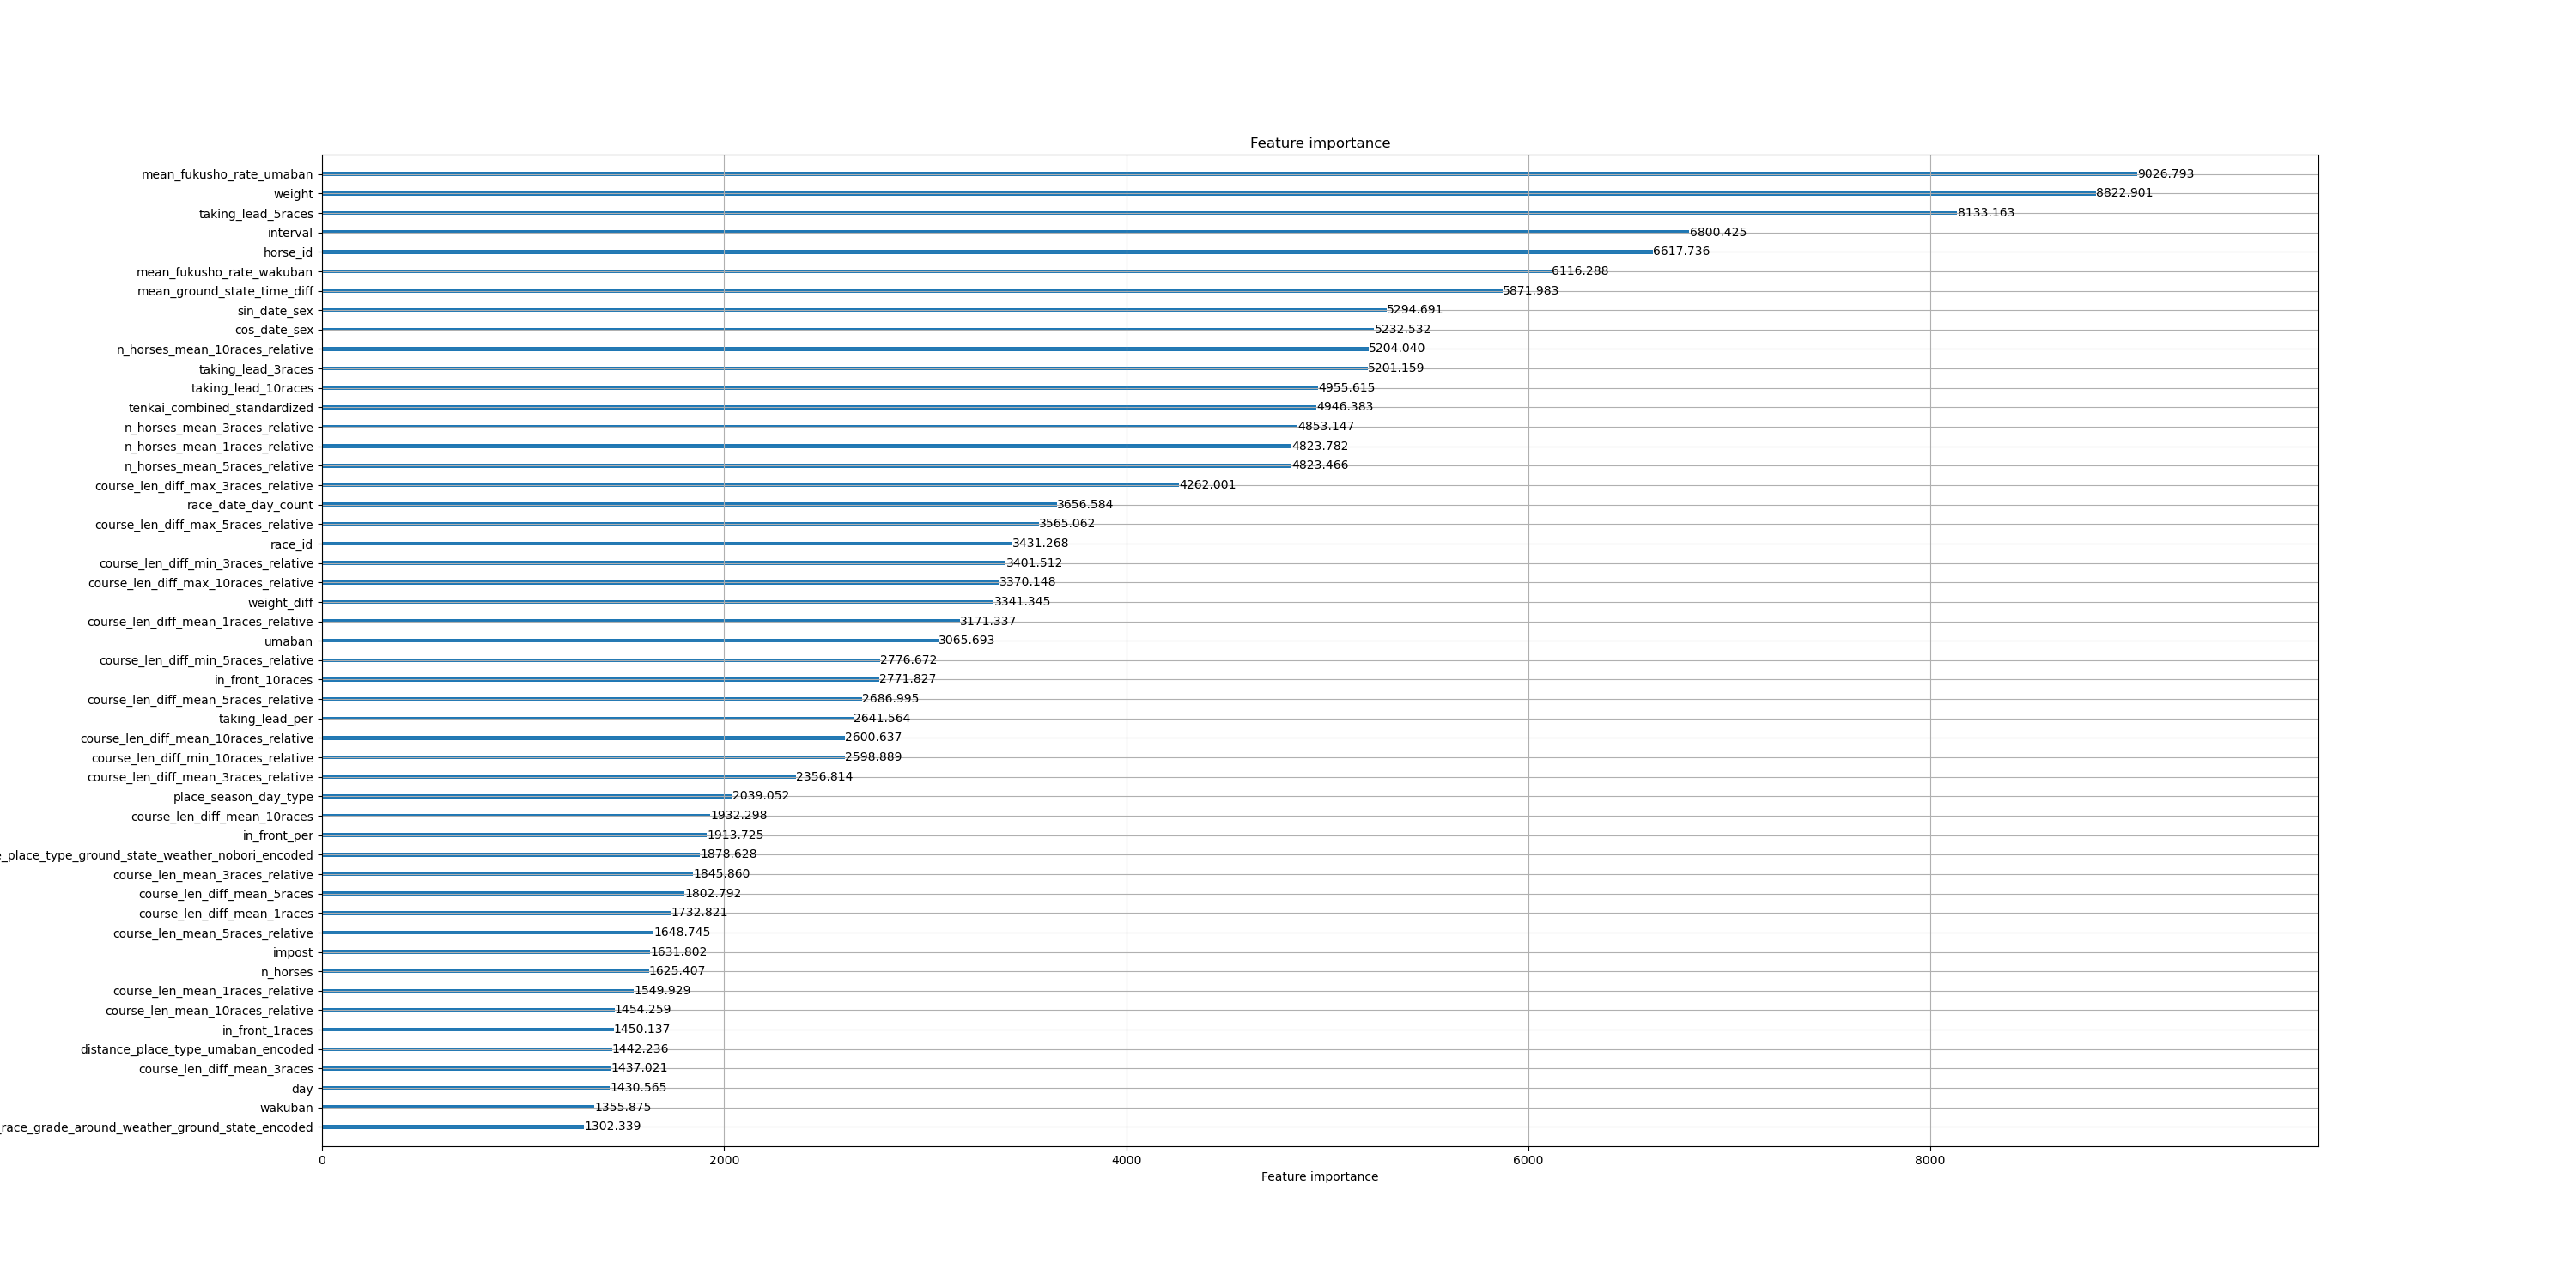 Feature importance
mean_fukusho_rate_umaban 9026.793
weight 8822.901
taking_lead_5races 8133.163
interval 6800.425
horse_id 6617.736
mean_fukusho_rate_wakuban 6116.288
mean_ground_state_time_diff 5871.983
sin_date_sex 5294.691
cos_date_sex 5232.532
n_horses_mean_10races_relative 5204.040
taking_lead_3races 5201.159
taking_lead_10races 4955.615
tenkai_combined_standardized 4946.383
n_horses_mean_3races_relative 4853.147
n_horses_mean_1races_relative 4823.782
n_horses_mean_5races_relative 4823.466
course_len_diff_max_3races_relative 4262.001
race_date_day_count 3656.584
course_len_diff_max_5races_relative 3565.062
race_id 3431.268
course_len_diff_min_3races_relative 3401.512
course_len_diff_max_10races_relative 3370.148
weight_diff 3341.345
course_len_diff_mean_1races_relative 3171.337
umaban 3065.693
course_len_diff_min_5races_relative 2776.672
in_front_10races 2771.827
course_len_diff_mean_5races_relative 2686.995
taking_lead_per 2641.564
course_len_diff_mean_10races_relative 2600.637
course_len_diff_min_10races_relative 2598.889
course_len_diff_mean_3races_relative 2356.814
place_season_day_type 2039.052
course_len_diff_mean_10races 1932.298
in_front_per 1913.725
_place_type_ground_state_weather_nobori_encoded 1878.628
course_len_mean_3races_relative 1845.860
course_len_diff_mean_5races 1802.792
course_len_diff_mean_1races 1732.821
course_len_mean_5races_relative 1648.745
impost 1631.802
n_horses 1625.407
course_len_mean_1races_relative 1549.929
course_len_mean_10races_relative 1454.259
in_front_1races 1450.137
distance_place_type_umaban_encoded 1442.236
course_len_diff_mean_3races 1437.021
day 1430.565
wakuban 1355.875
_race_grade_around_weather_ground_state_encoded 1302.339
0 2000 4000 6000 8000
Feature importance